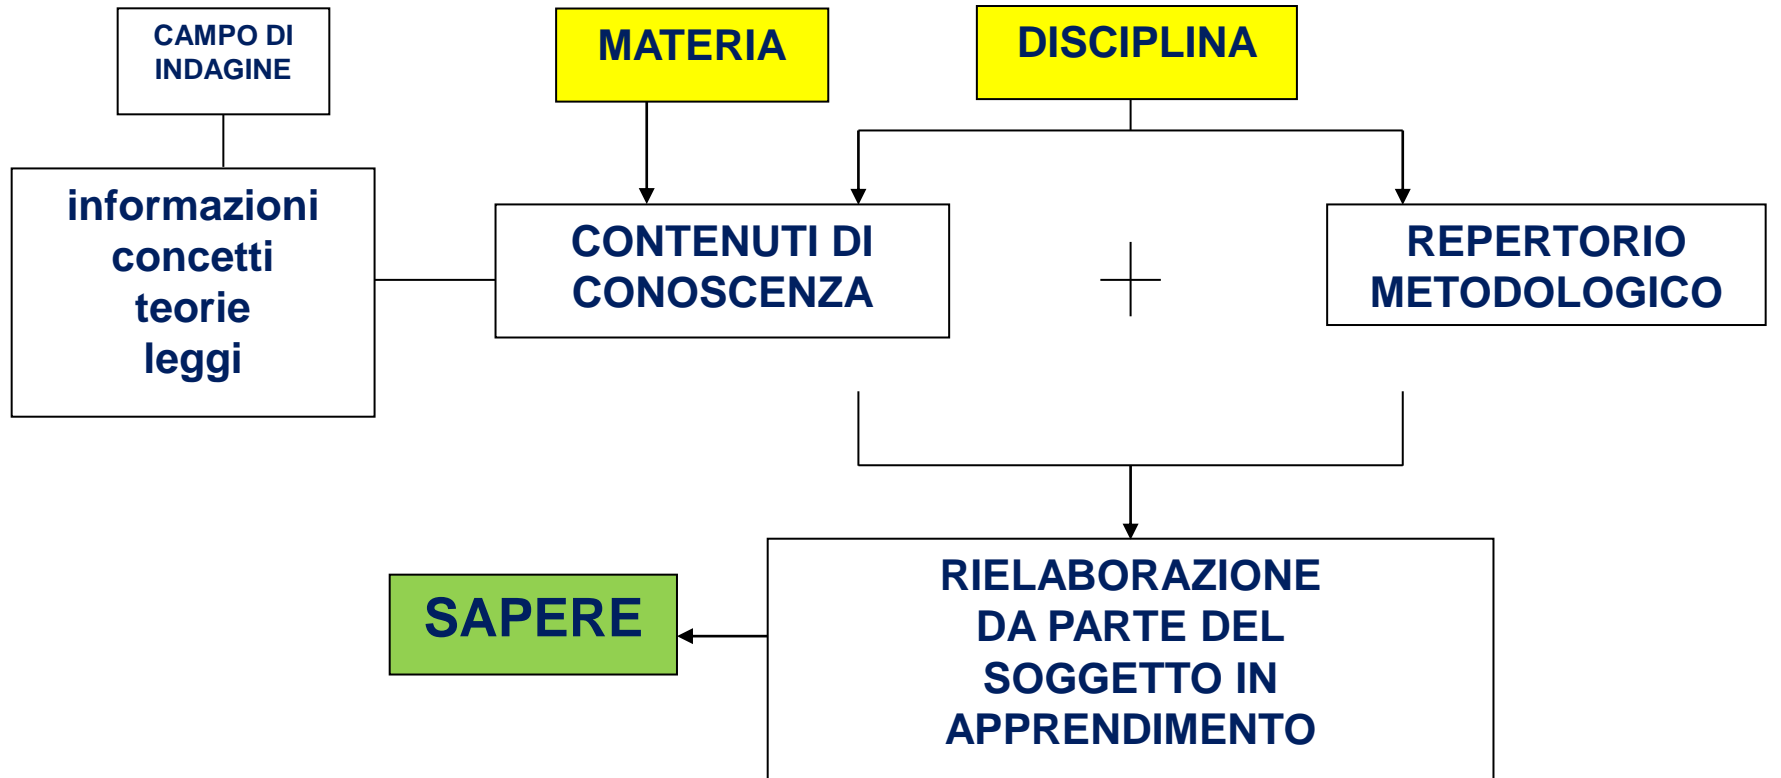 CAMPO DI
INDAGINE
MATERIA
DISCIPLINA
informazioni
concetti
teorie
leggi
CONTENUTI DI
CONOSCENZA
REPERTORIO
METODOLOGICO
SAPERE
RIELABORAZIONE
DA PARTE DEL
SOGGETTO IN
APPRENDIMENTO